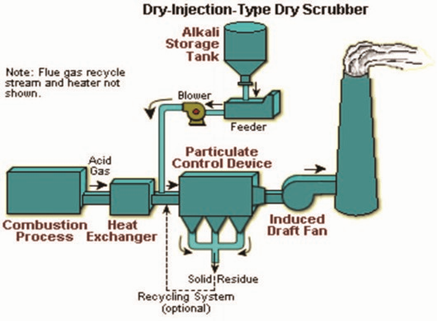 Dry-Injection-Type Dry Scrubber
Alkali
Storage
Tank
Note: Flue gas recycle
stream and heater not
shown.
Blower
Feeder
Acid
Gas
Particulate
Control Device
Combustion
Process
Heat
Exchanger
Induced
Draft Fan
Solid Residue
Recycling System
(optional)